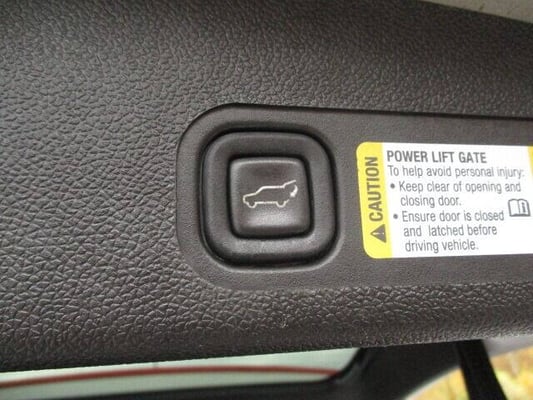 CAUTION
POWER LIFT GATE
To help avoid personal injury:
• Keep clear of opening and
closing door.
• Ensure door is closed
and latched before
driving vehicle.